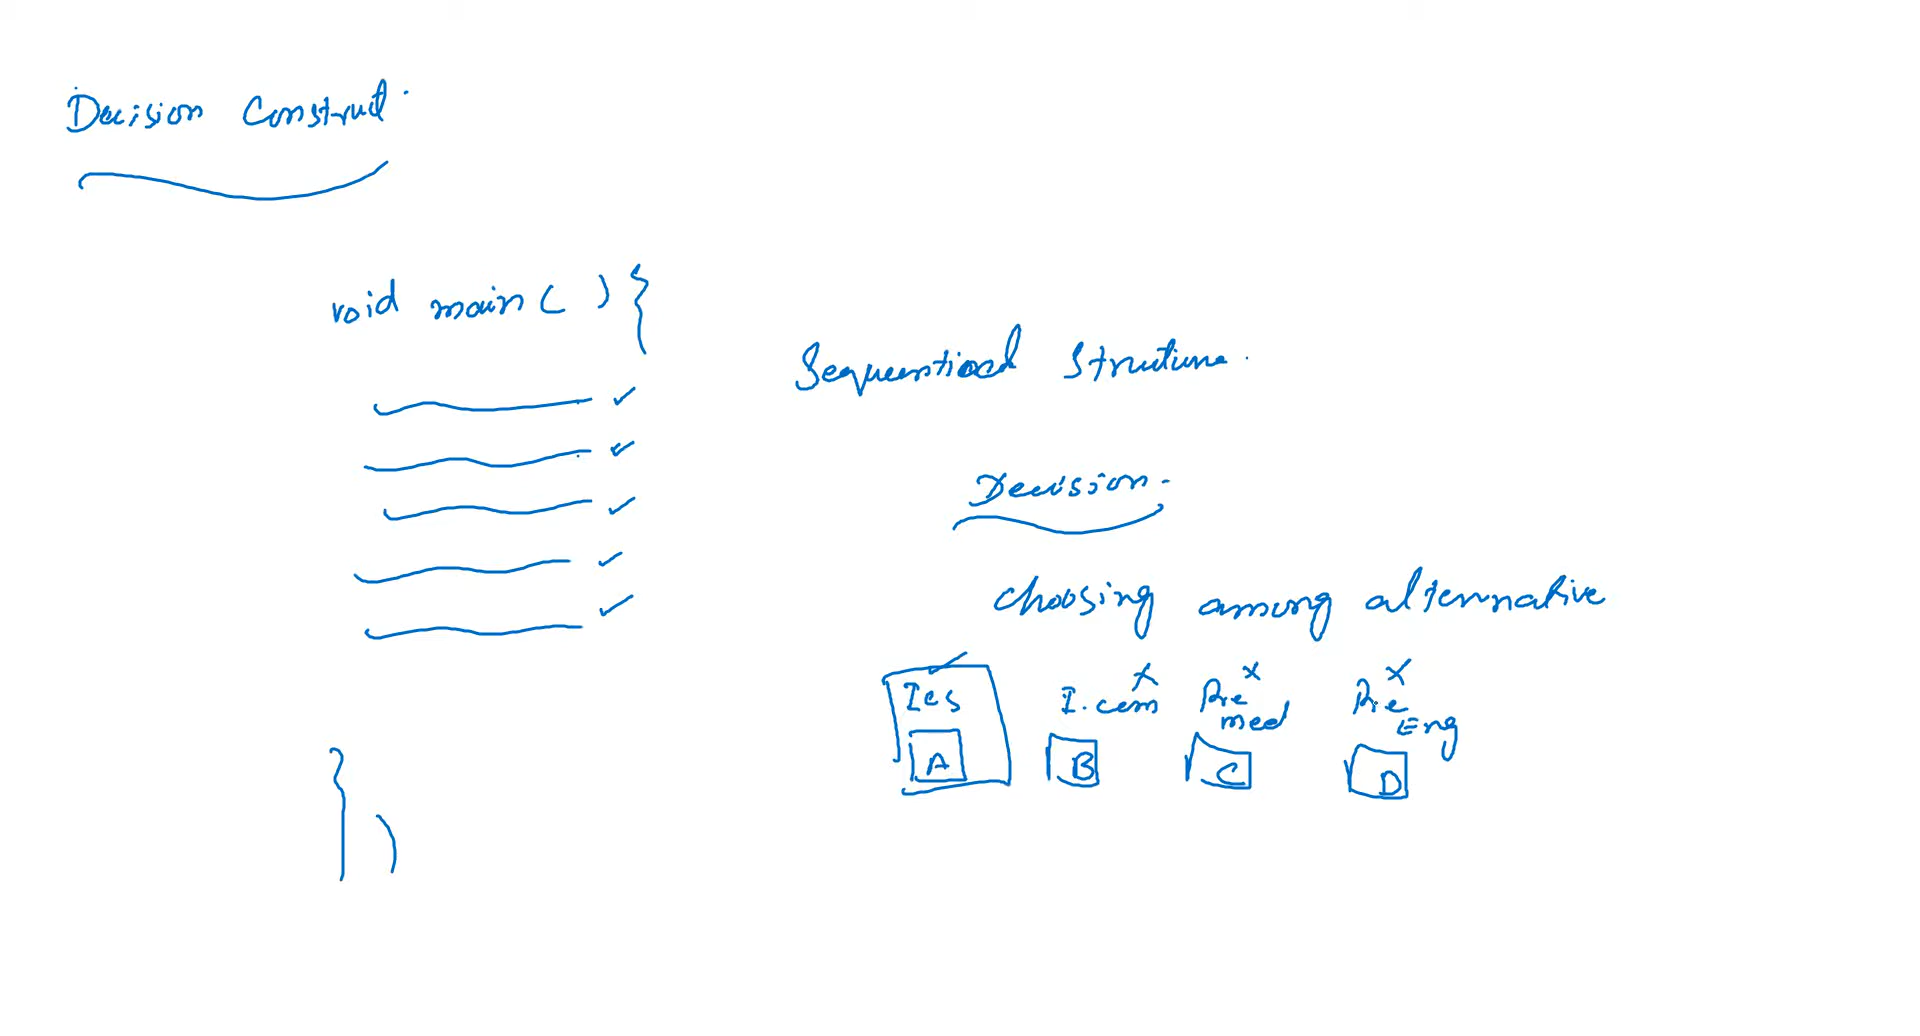 Decision Construct.
void main( ) {
Sequential Structure.
Decision.
choosing among alternative
Ics I.com Pre med Pre Eng
A B C D
}
)